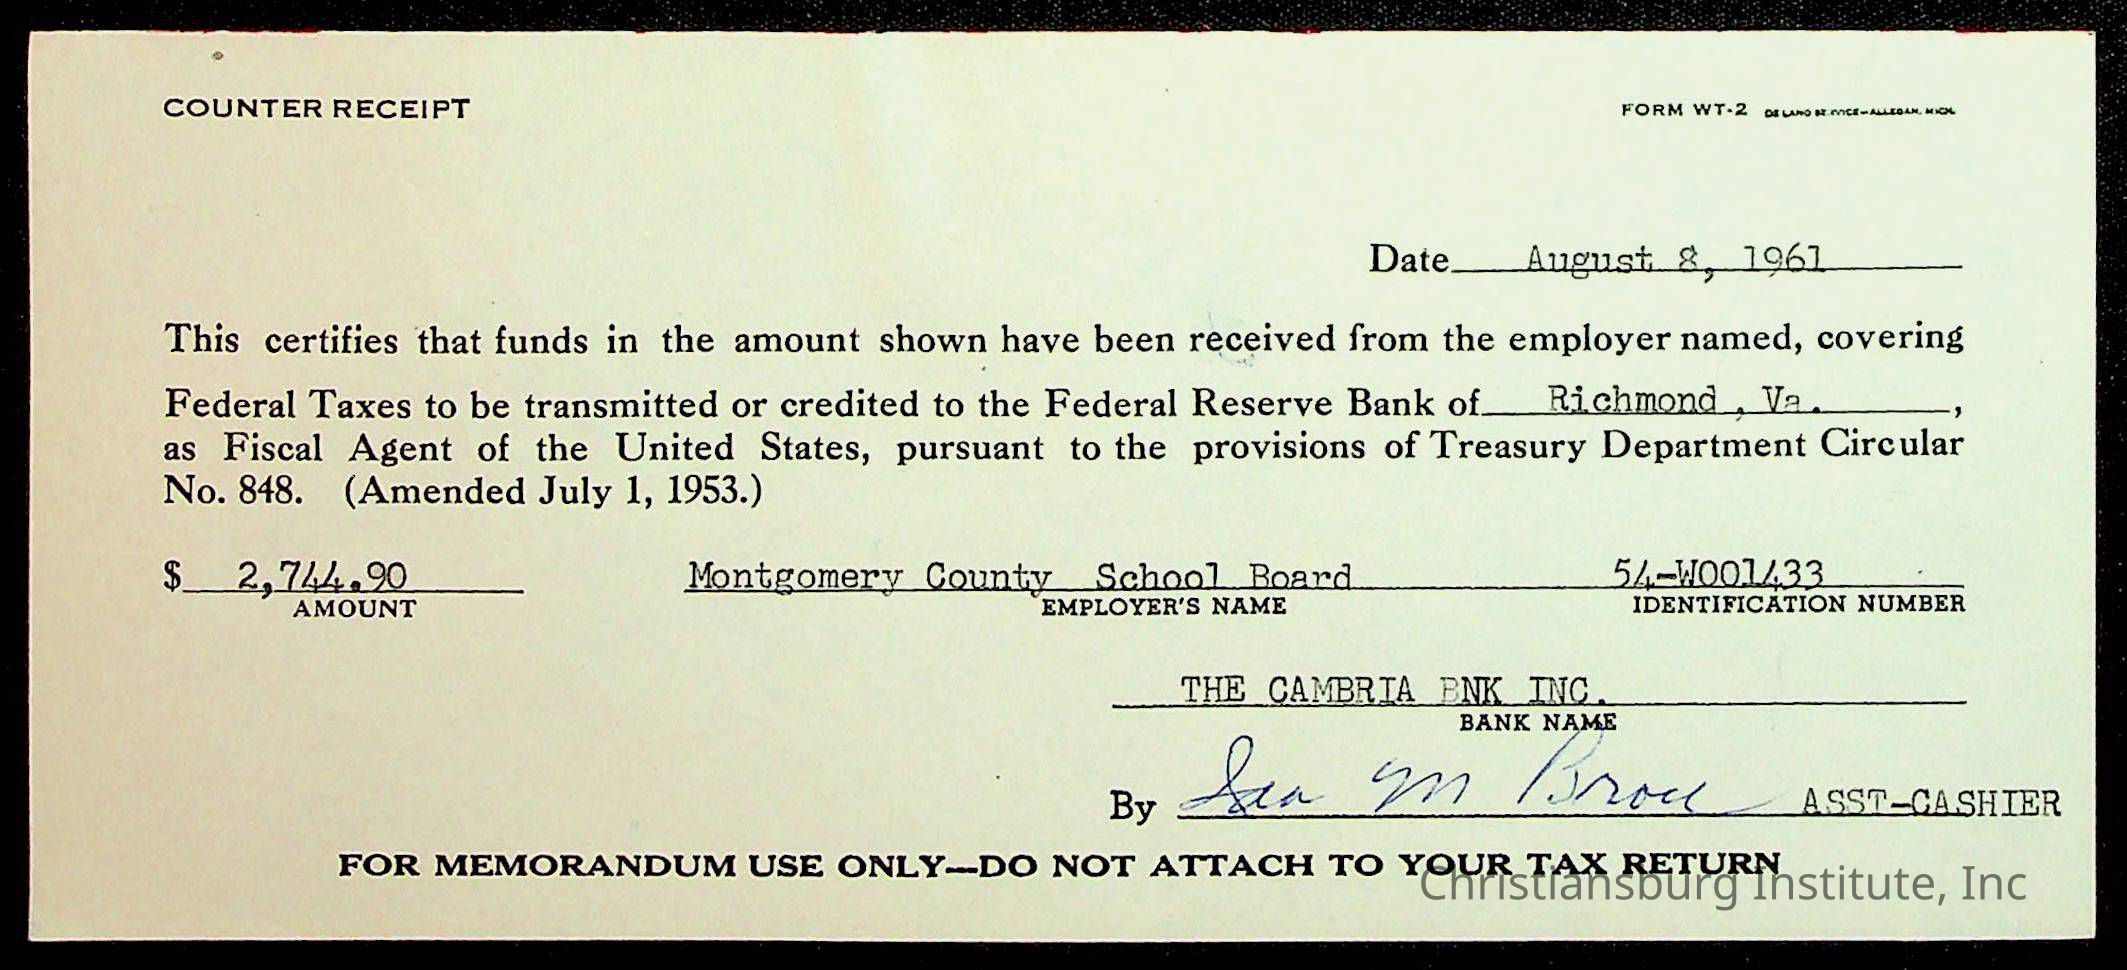 COUNTER RECEIPT
FORM WT-2 DE LAND SERVICE—ALLEGAN, MICH.
Date August 8, 1961
This certifies that funds in the amount shown have been received from the employer named, covering
Federal Taxes to be transmitted or credited to the Federal Reserve Bank of Richmond, Va. ,
as Fiscal Agent of the United States, pursuant to the provisions of Treasury Department Circular
No. 848. (Amended July 1, 1953.)
$ 2,744.90 Montgomery County School Board 54-W001433
AMOUNT EMPLOYER'S NAME IDENTIFICATION NUMBER
THE CAMBRIA BNK INC.
BANK NAME
By M ASST-CASHIER
FOR MEMORANDUM USE ONLY—DO NOT ATTACH TO YOUR TAX RETURN
Christiansburg Institute, Inc